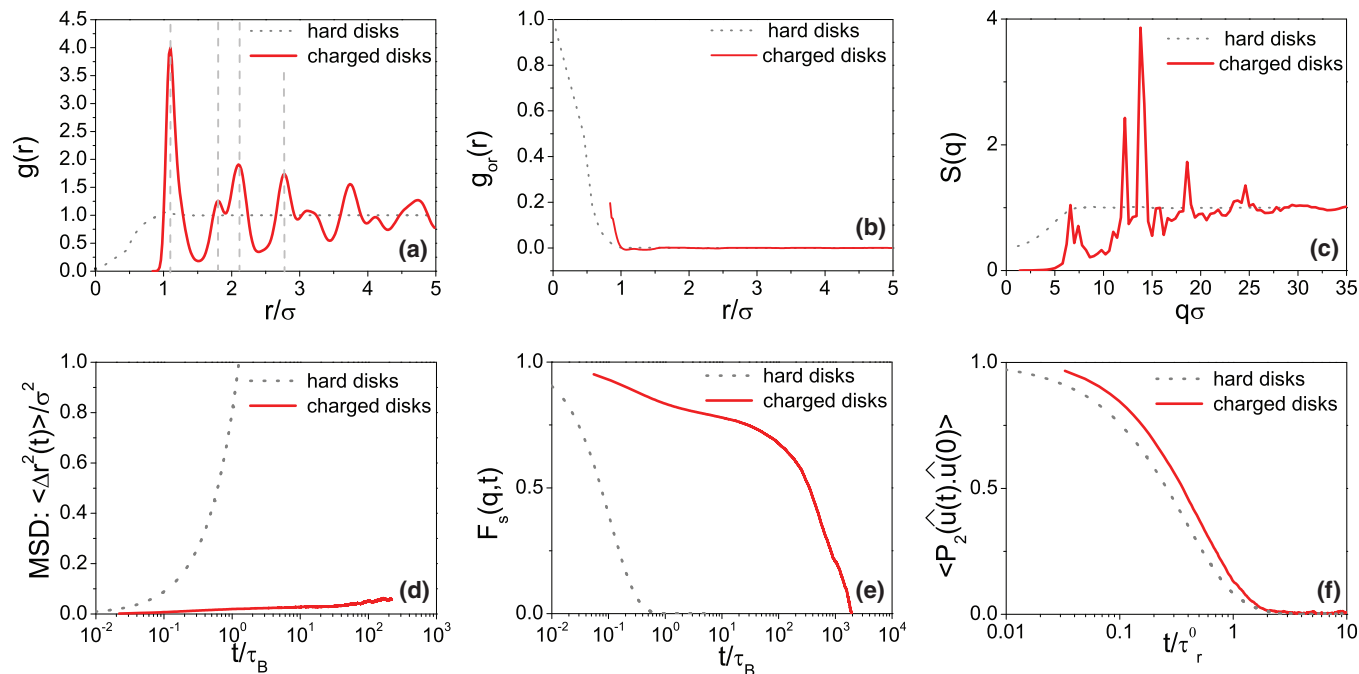 4.5
4.0
3.5
3.0
2.5
2.0
1.5
1.0
0.5
0.0
g(r)
hard disks
charged disks
(a)
0 1 2 3 4 5
r/σ
1.0
0.8
0.6
0.4
0.2
0.0
g_or(r)
hard disks
charged disks
(b)
0 1 2 3 4 5
r/σ
4
2
0
S(q)
hard disks
charged disks
(c)
0 5 10 15 20 25 30 35
qσ
1.0
0.8
0.6
0.4
0.2
0.0
MSD: <Δr²(t)>/σ²
hard disks
charged disks
(d)
10⁻² 10⁻¹ 10⁰ 10¹ 10² 10³
t/τ_B
1.0
0.5
0.0
F_s(q,t)
hard disks
charged disks
(e)
10⁻² 10⁻¹ 10⁰ 10¹ 10² 10³ 10⁴
t/τ_B
1.0
0.5
0.0
<P₂(û(t).û(0)>
hard disks
charged disks
(f)
0.01 0.1 1 10
t/τ_r⁰